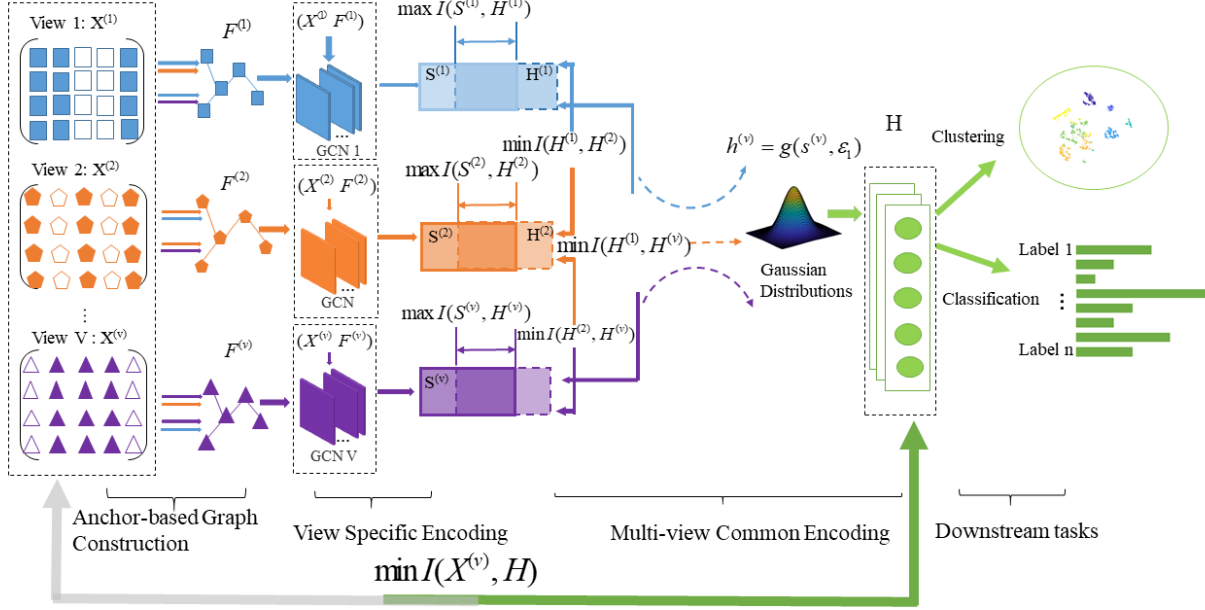 View 1: X^(1)
F^(1)
(X^(1) F^(1))
...
GCN 1
max I(S^(1), H^(1))
S^(1)
H^(1)
min I(H^(1), H^(2))
View 2: X^(2)
F^(2)
(X^(2) F^(2))
...
GCN
max I(S^(2), H^(2))
S^(2)
H^(2)
min I(H^(1), H^(v))
⋮
View V : X^(v)
F^(v)
(X^(v) F^(v))
...
GCN V
max I(S^(v), H^(v))
S^(v)
min I(H^(2), H^(v))
h^(v) = g(s^(v), ε₁)
Gaussian
Distributions
H
Clustering
Classification
Label 1
⋮
Label n
Anchor-based Graph
Construction
View Specific Encoding
Multi-view Common Encoding
Downstream tasks
min I(X^(v), H)